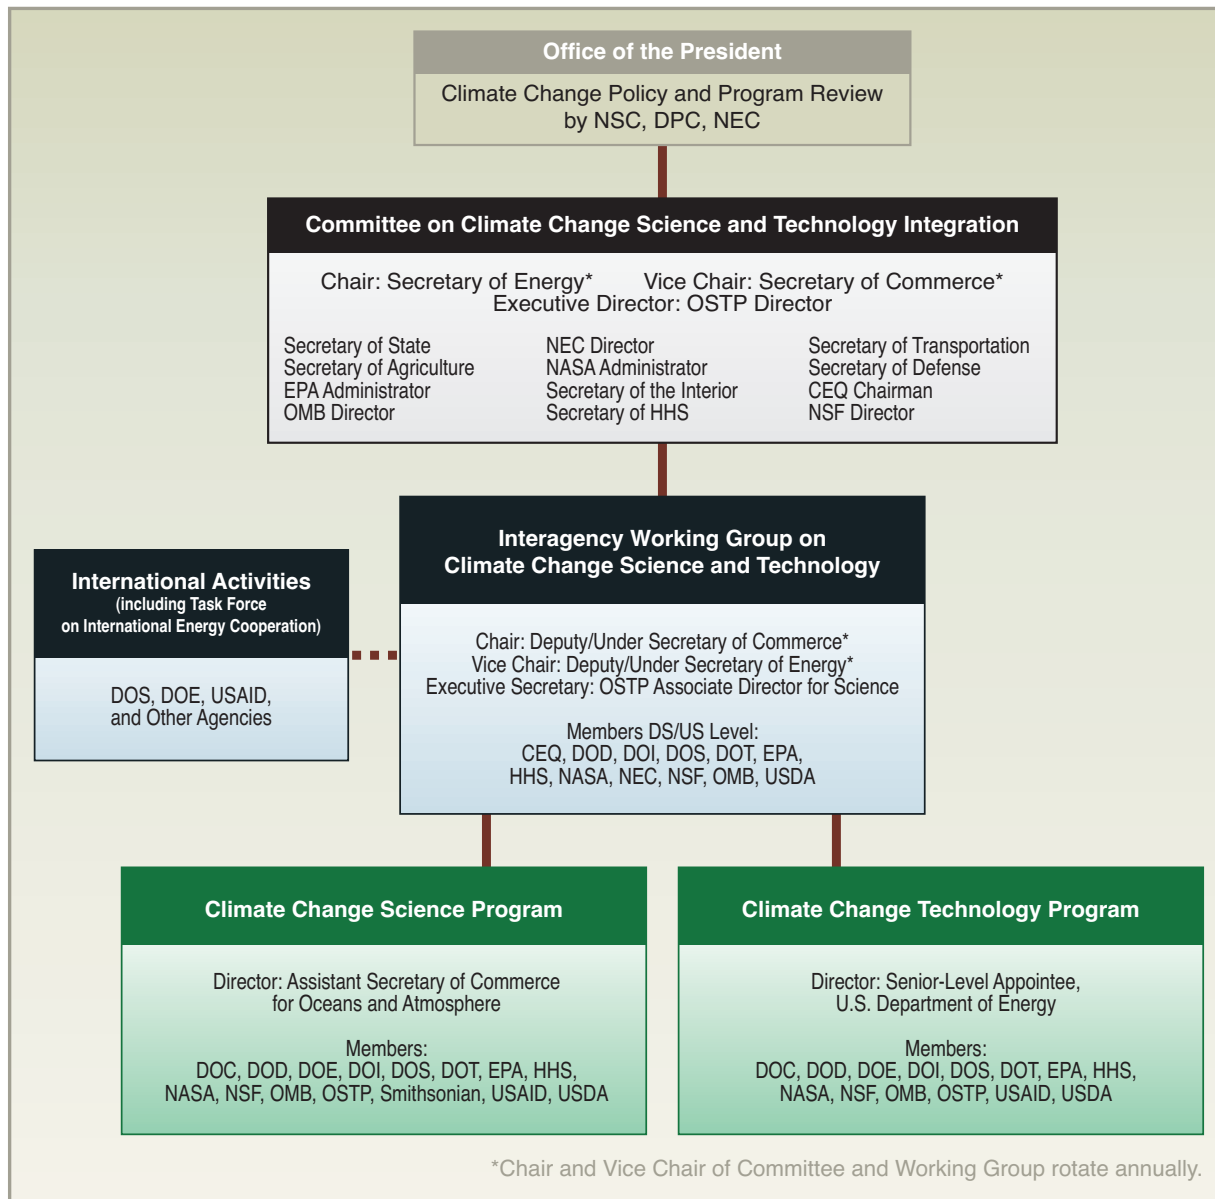 Office of the President
Climate Change Policy and Program Review
by NSC, DPC, NEC
Committee on Climate Change Science and Technology Integration
Chair: Secretary of Energy* Vice Chair: Secretary of Commerce*
Executive Director: OSTP Director
Secretary of State
Secretary of Agriculture
EPA Administrator
OMB Director
NEC Director
NASA Administrator
Secretary of the Interior
Secretary of HHS
Secretary of Transportation
Secretary of Defense
CEQ Chairman
NSF Director
International Activities
(including Task Force
on International Energy Cooperation)
DOS, DOE, USAID,
and Other Agencies
Interagency Working Group on
Climate Change Science and Technology
Chair: Deputy/Under Secretary of Commerce*
Vice Chair: Deputy/Under Secretary of Energy*
Executive Secretary: OSTP Associate Director for Science
Members DS/US Level:
CEQ, DOD, DOI, DOS, DOT, EPA,
HHS, NASA, NEC, NSF, OMB, USDA
Climate Change Science Program
Director: Assistant Secretary of Commerce
for Oceans and Atmosphere
Members:
DOC, DOD, DOE, DOI, DOS, DOT, EPA, HHS,
NASA, NSF, OMB, OSTP, Smithsonian, USAID, USDA
Climate Change Technology Program
Director: Senior-Level Appointee,
U.S. Department of Energy
Members:
DOC, DOD, DOE, DOI, DOS, DOT, EPA, HHS,
NASA, NSF, OMB, OSTP, USAID, USDA
*Chair and Vice Chair of Committee and Working Group rotate annually.